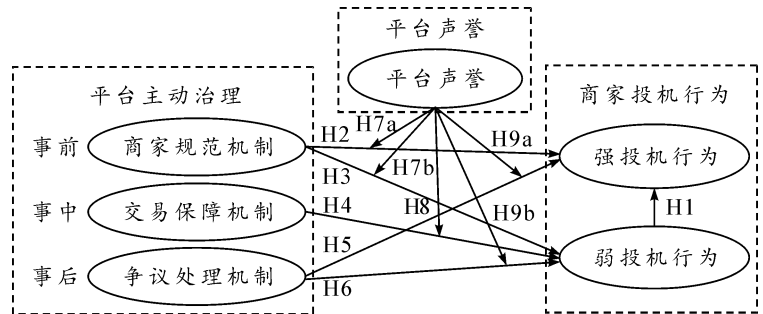 平台声誉
平台声誉
平台主动治理
商家投机行为
事前
商家规范机制
H2
H7a
H9a
强投机行为
H7b
H3
事中
交易保障机制
H4
H8
H9b
H1
H5
事后
争议处理机制
弱投机行为
H6